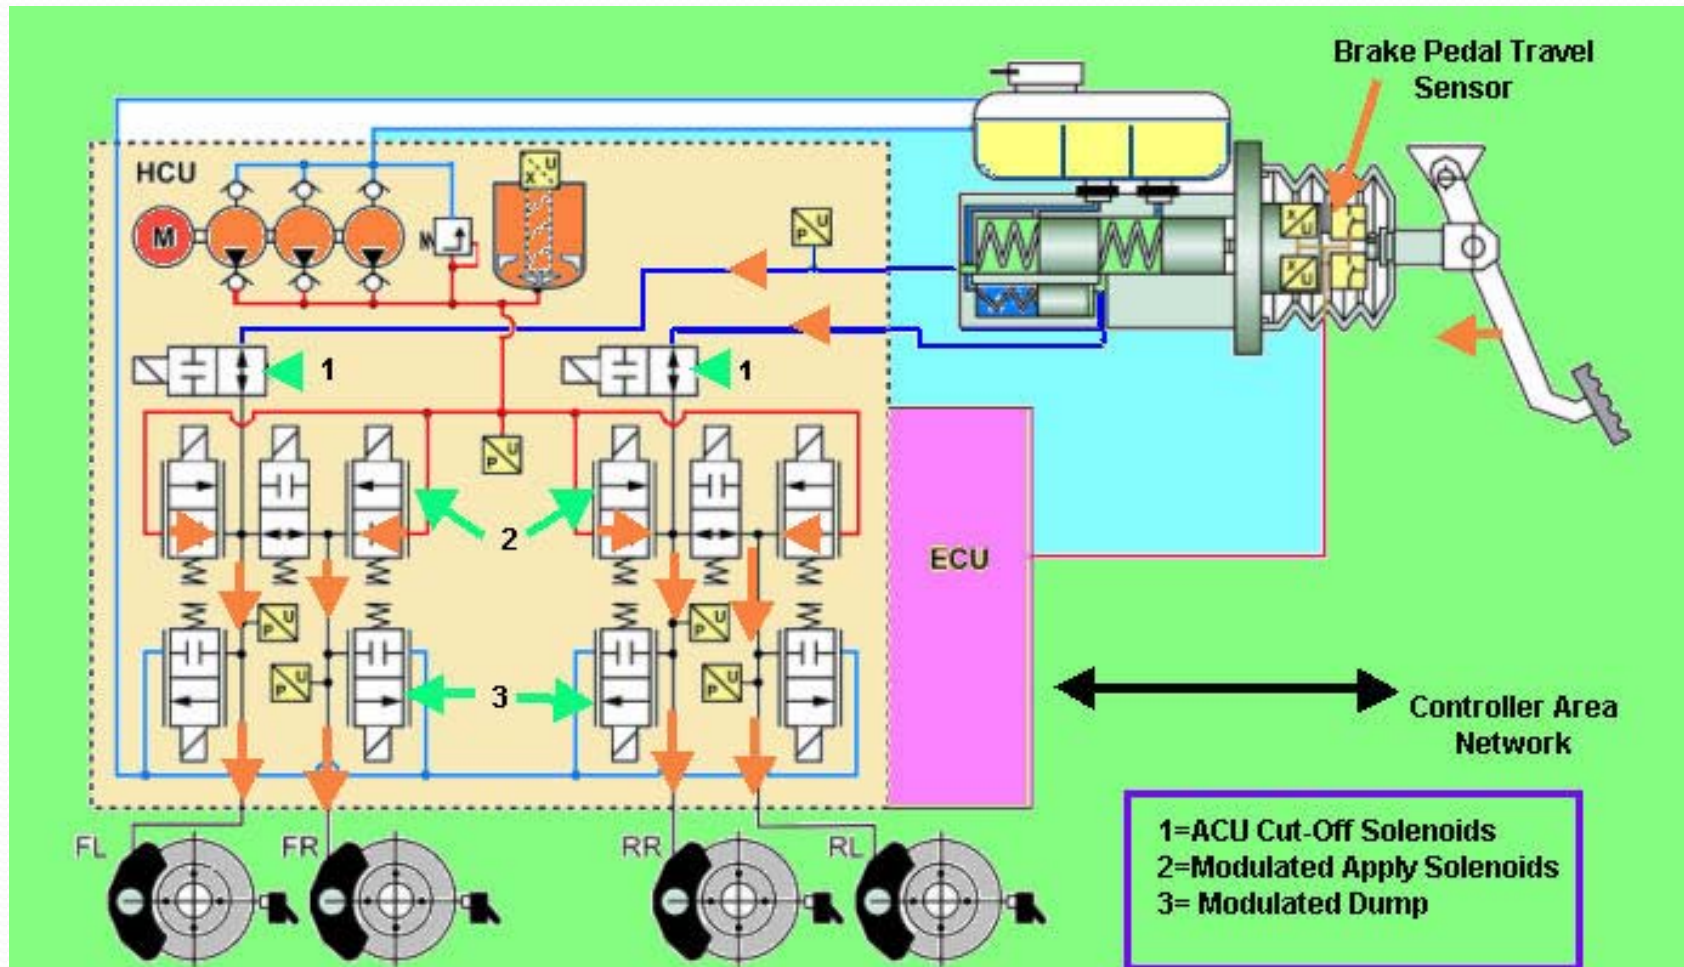 Brake Pedal Travel
Sensor
HCU
U
X
M
U
P
X
U
X
U
1
1
U
P
2
ECU
U
P
U
P
U
P
U
P
3
Controller Area
Network
1=ACU Cut-Off Solenoids
2=Modulated Apply Solenoids
3= Modulated Dump
FL
FR
RR
RL